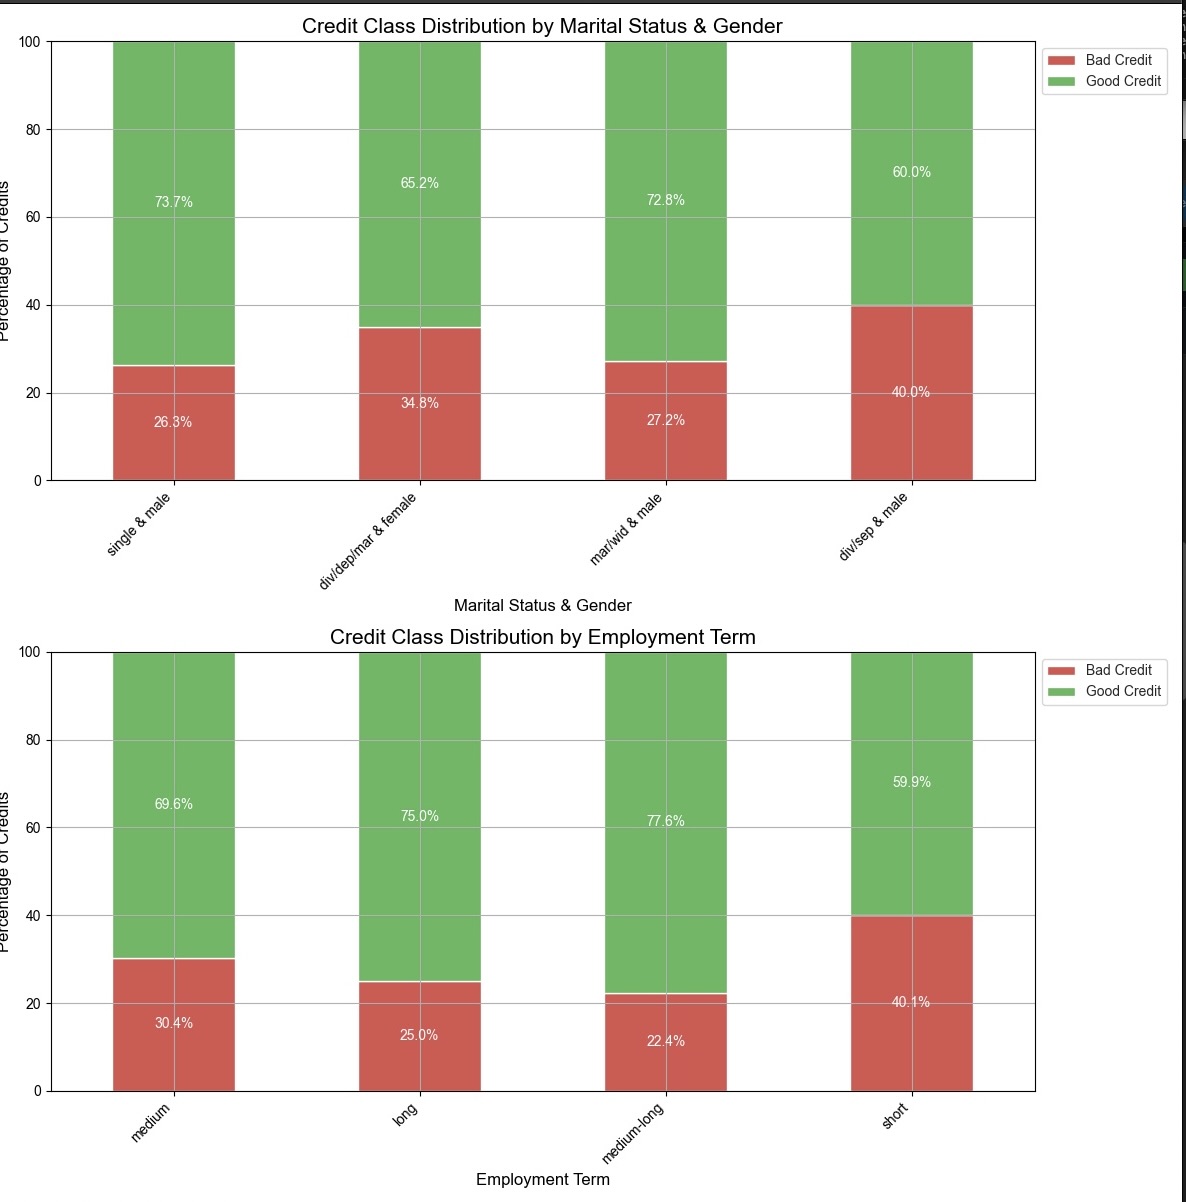 Credit Class Distribution by Marital Status & Gender
100
80
60
40
20
0
Percentage of Credits
Bad Credit
Good Credit
73.7%
65.2%
72.8%
60.0%
26.3%
34.8%
27.2%
40.0%
single & male
div/dep/mar & female
mar/wid & male
div/sep & male
Marital Status & Gender
Credit Class Distribution by Employment Term
100
80
60
40
20
0
Percentage of Credits
Bad Credit
Good Credit
69.6%
75.0%
77.6%
59.9%
30.4%
25.0%
22.4%
40.1%
medium
long
medium-long
short
Employment Term